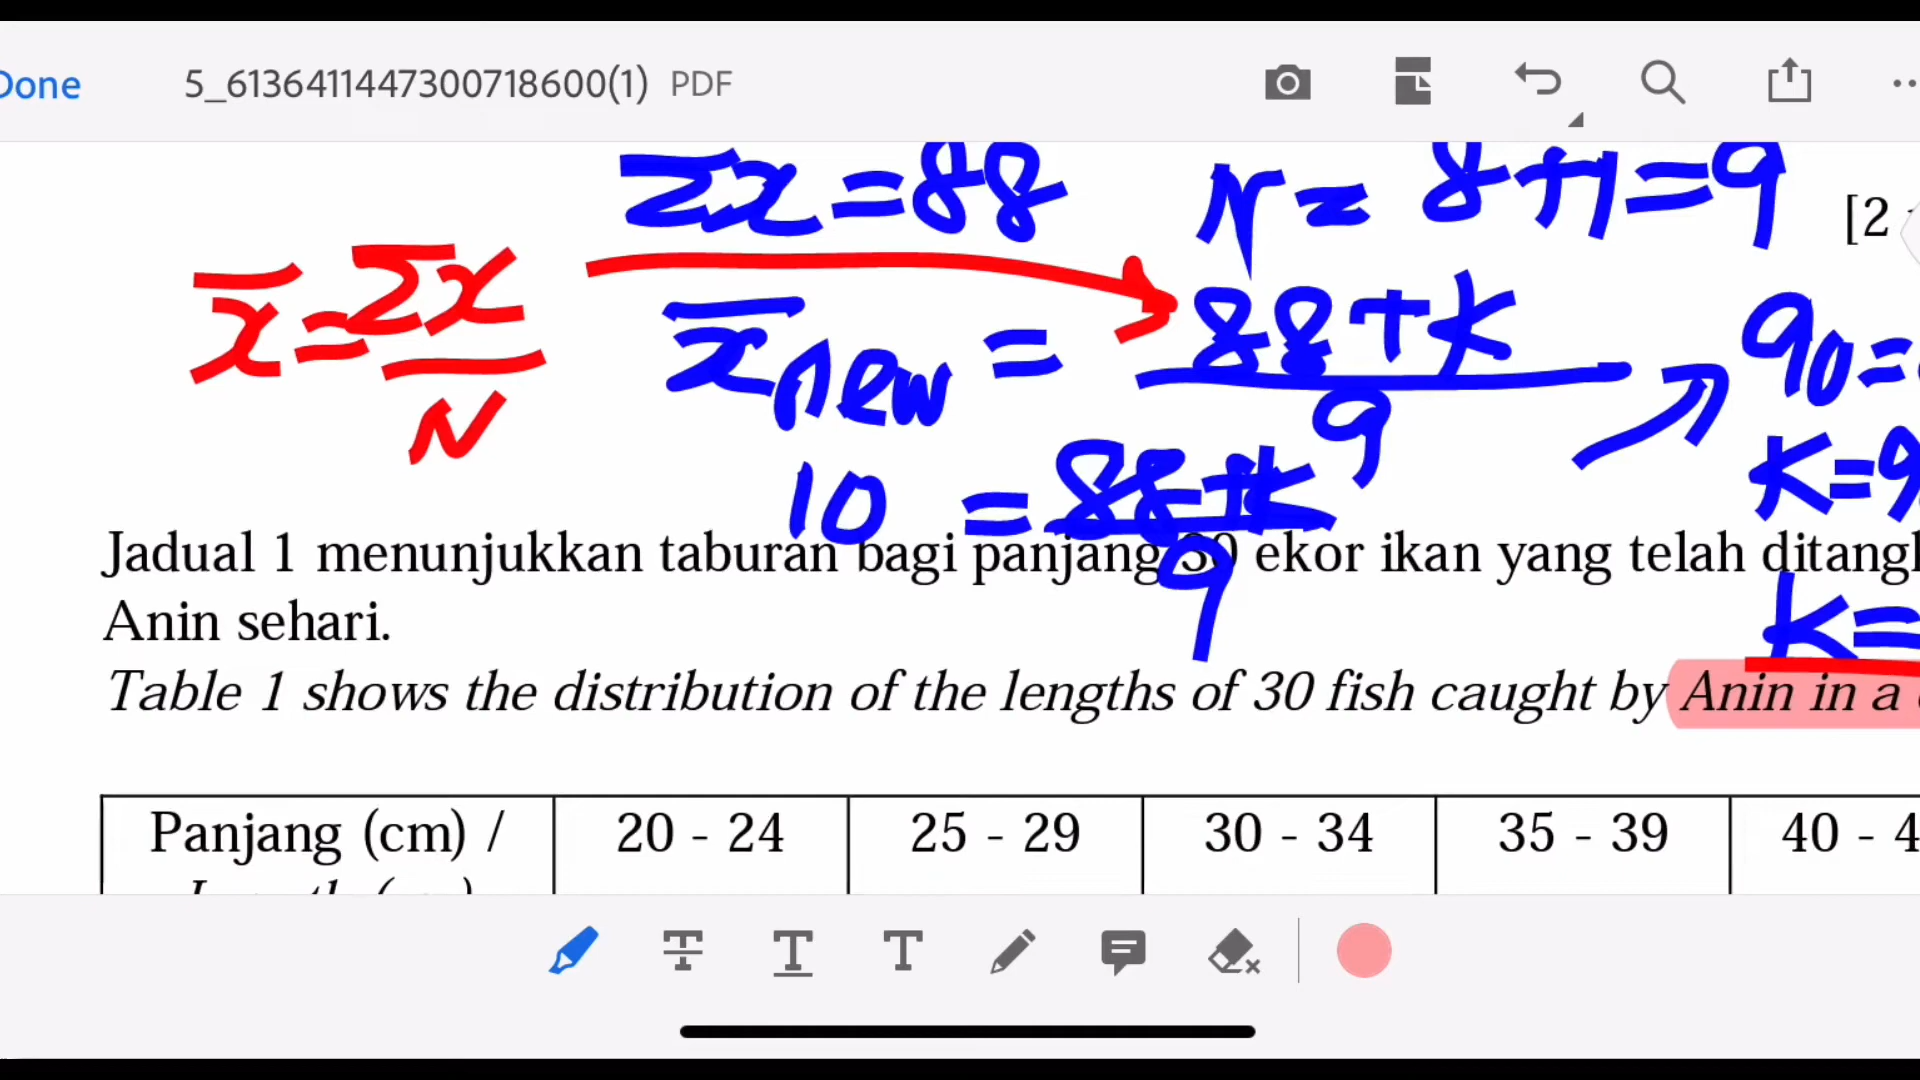 Done 5_6136411447300718600(1) PDF
Σx = 88 N = 8+1 = 9 [2
x̄ = Σx / N
x̄new = 88+k / 9 90 =
10 = 88+k / 9 k = 9
Jadual 1 menunjukkan taburan bagi panjang 30 ekor ikan yang telah
Anin sehari. k =
Table 1 shows the distribution of the lengths of 30 fish caught by Anin in a
Panjang (cm) / 20 - 24 25 - 29 30 - 34 35 - 39 40 - 4